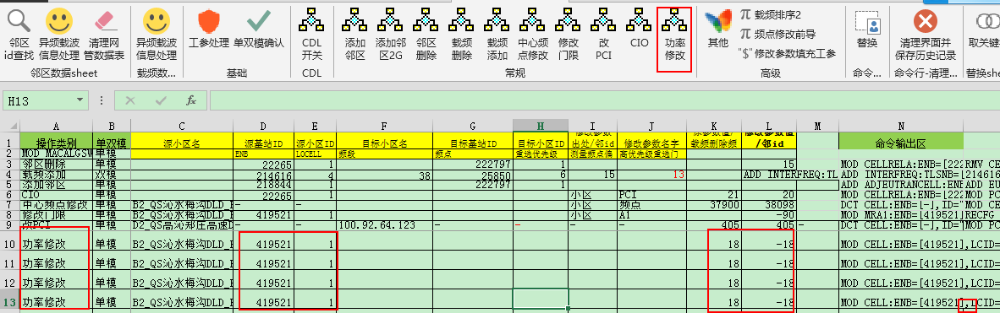 邻区id查找 异频载波信息处理 清理网管数据表 异频载波信息处理 工参处理 单双模确认 CDL开关 添加邻区 添加邻区2G 邻区删除 载频删除 载频添加 中心频点修改 修改门限 改PCI CIO 功率修改 其他 替换 清理界面并保存历史记录 取关键
π 载频排序2
π 频点修改前导
"$"修改参数填充工参
邻区数据sheet 载频数... 基础 CDL 常规 高级 命令... 命令行-清理... 替换she
H13 fx
A B C D E F G H I J K L M N
1 操作类别 单双模 源小区名 源基站ID 源小区ID 目标小区名 目标基站ID 目标小区ID 修改参数出处/邻id 修改参数名字 载频删除频 修改参数值/邻id 命令输出区
2 MOD MACALGSW 单模 ENB LOCELL 频段 频点 重选优先级 测量频点偏 高优先级重选门
3 邻区删除 单模 22265 1 222797 1 15 MOD CELLRELA:ENB=[222 RMV CE
4 载频添加 双模 214616 4 38 25850 6 15 13 ADD INTERFREQ:TL ADD INTERFREQ:TLSNB=[214616
5 添加邻区 单模 218844 1 222797 1 ADD ADJEUTRANCELL:ENB ADD EU
6 CIO 单模 22265 1 小区 PCI 21 20 MOD CELLRELA:ENB=[222 MOD PC
7 中心频点修改 单模 B2_QS沁水梅沟DLD_H - - 小区 频点 37900 38098 DCT CELL:ENB=[-],ID="MOD CE
8 修改门限 单模 B2_QS沁水梅沟DLD_H 419521 1 小区 A1 -90 MOD MRA1:ENB=[419521]RECFG
9 改PCI 单模 D2_QS高沁郑庄高速D - - 100.92.64.123 - - - - 405 405 - DCT CELL:ENB=[-],ID="MOD PC
10 功率修改 单模 B2_QS沁水梅沟DLD_H 419521 1 18 -18 MOD CELL:ENB=[419521],LCID=
11 功率修改 单模 B2_QS沁水梅沟DLD_H 419521 1 18 -18 MOD CELL:ENB=[419521],LCID=
12 功率修改 单模 B2_QS沁水梅沟DLD_H 419521 1 18 -18 MOD CELL:ENB=[419521],LCID=
13 功率修改 单模 B2_QS沁水梅沟DLD_H 419521 1 18 -18 MOD CELL:ENB=[419521],LCID=